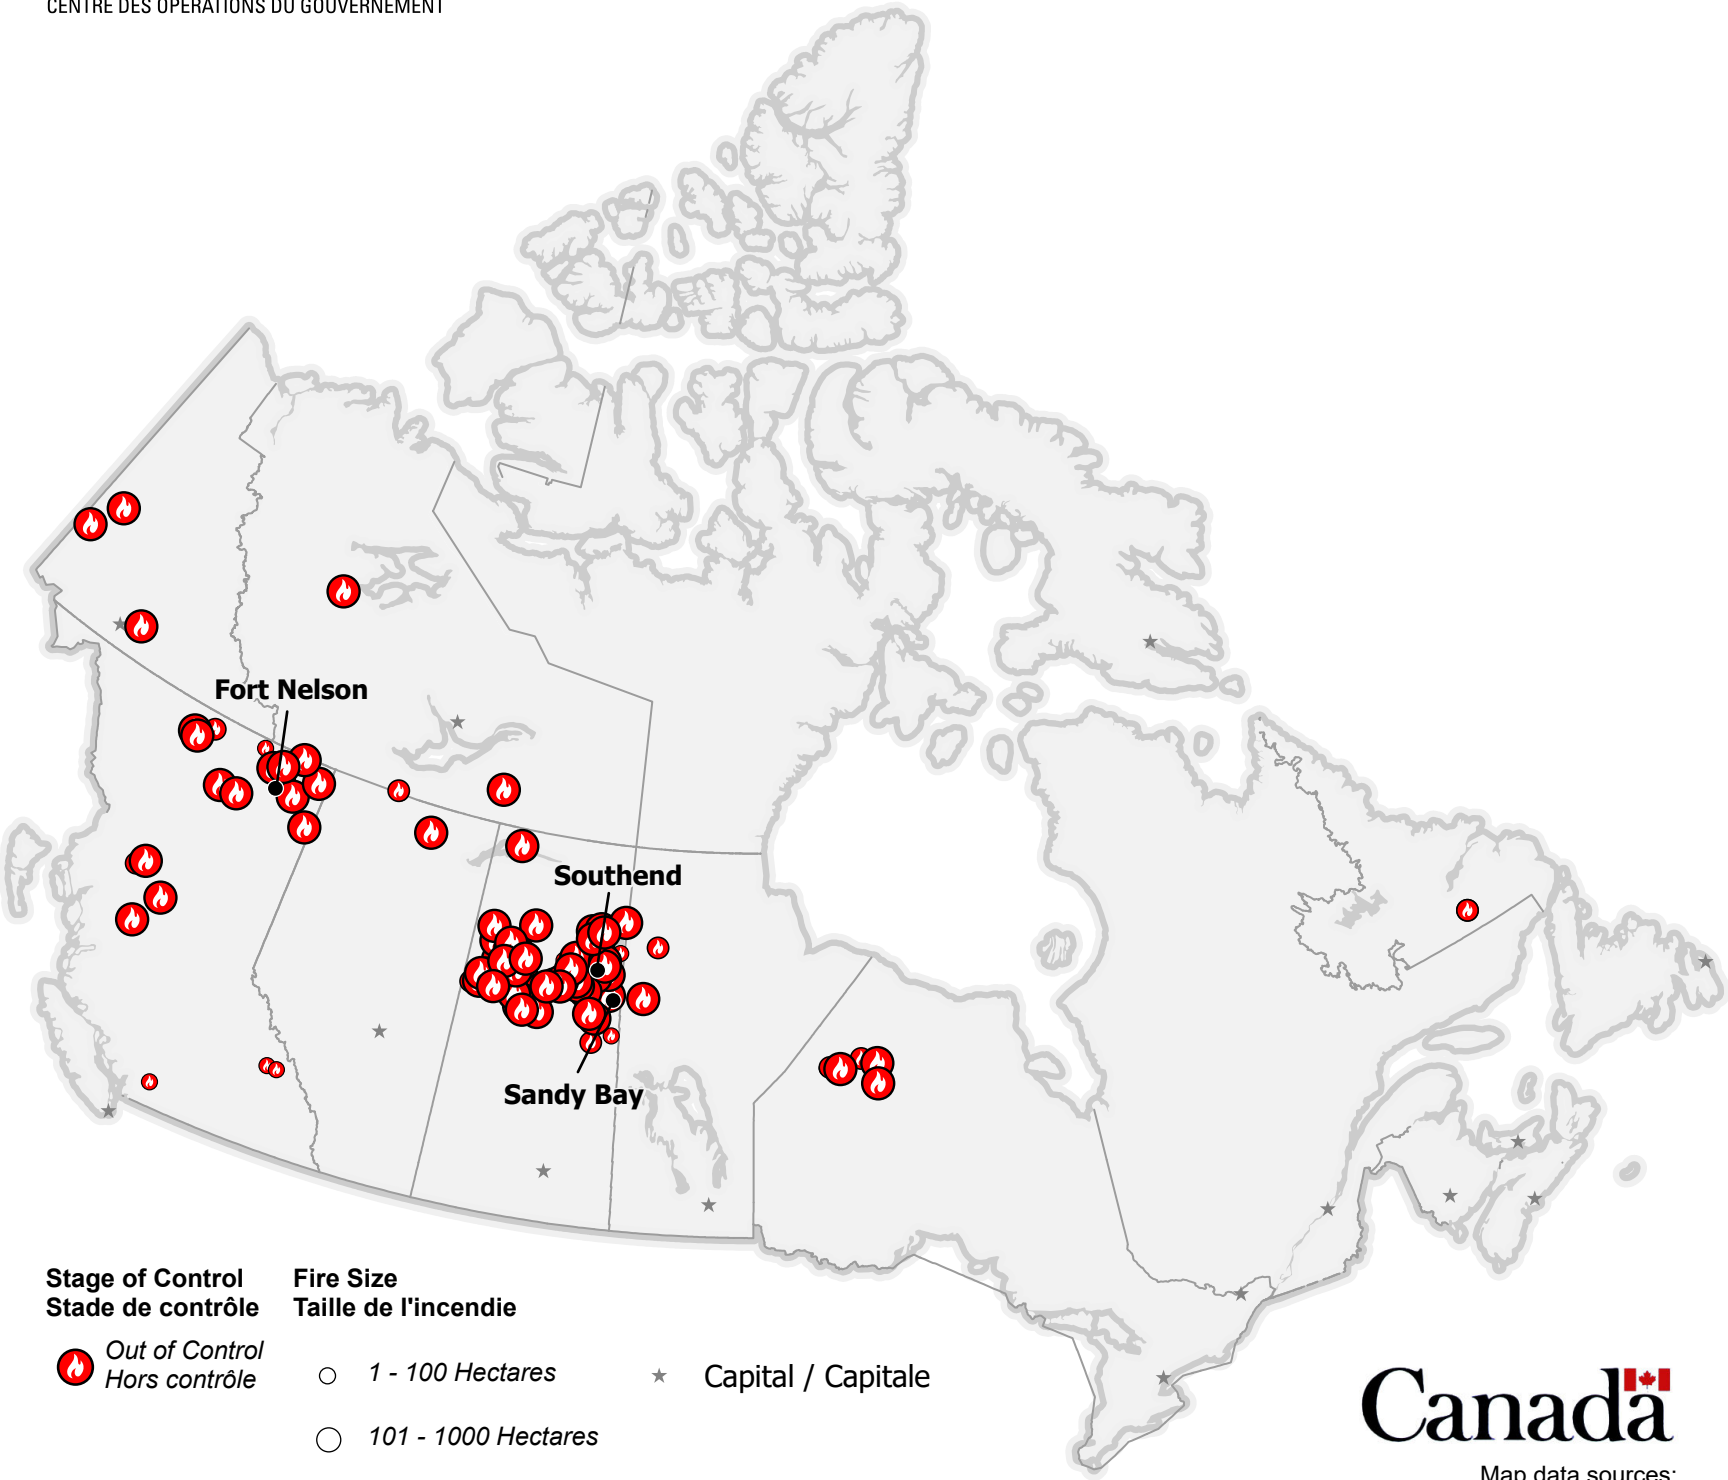 CENTRE DES OPÉRATIONS DU GOUVERNEMENT
Fort Nelson
Southend
Sandy Bay
Stage of Control
Stade de contrôle
Out of Control
Hors contrôle
Fire Size
Taille de l'incendie
1 - 100 Hectares
101 - 1000 Hectares
Capital / Capitale
Canada
Map data sources: